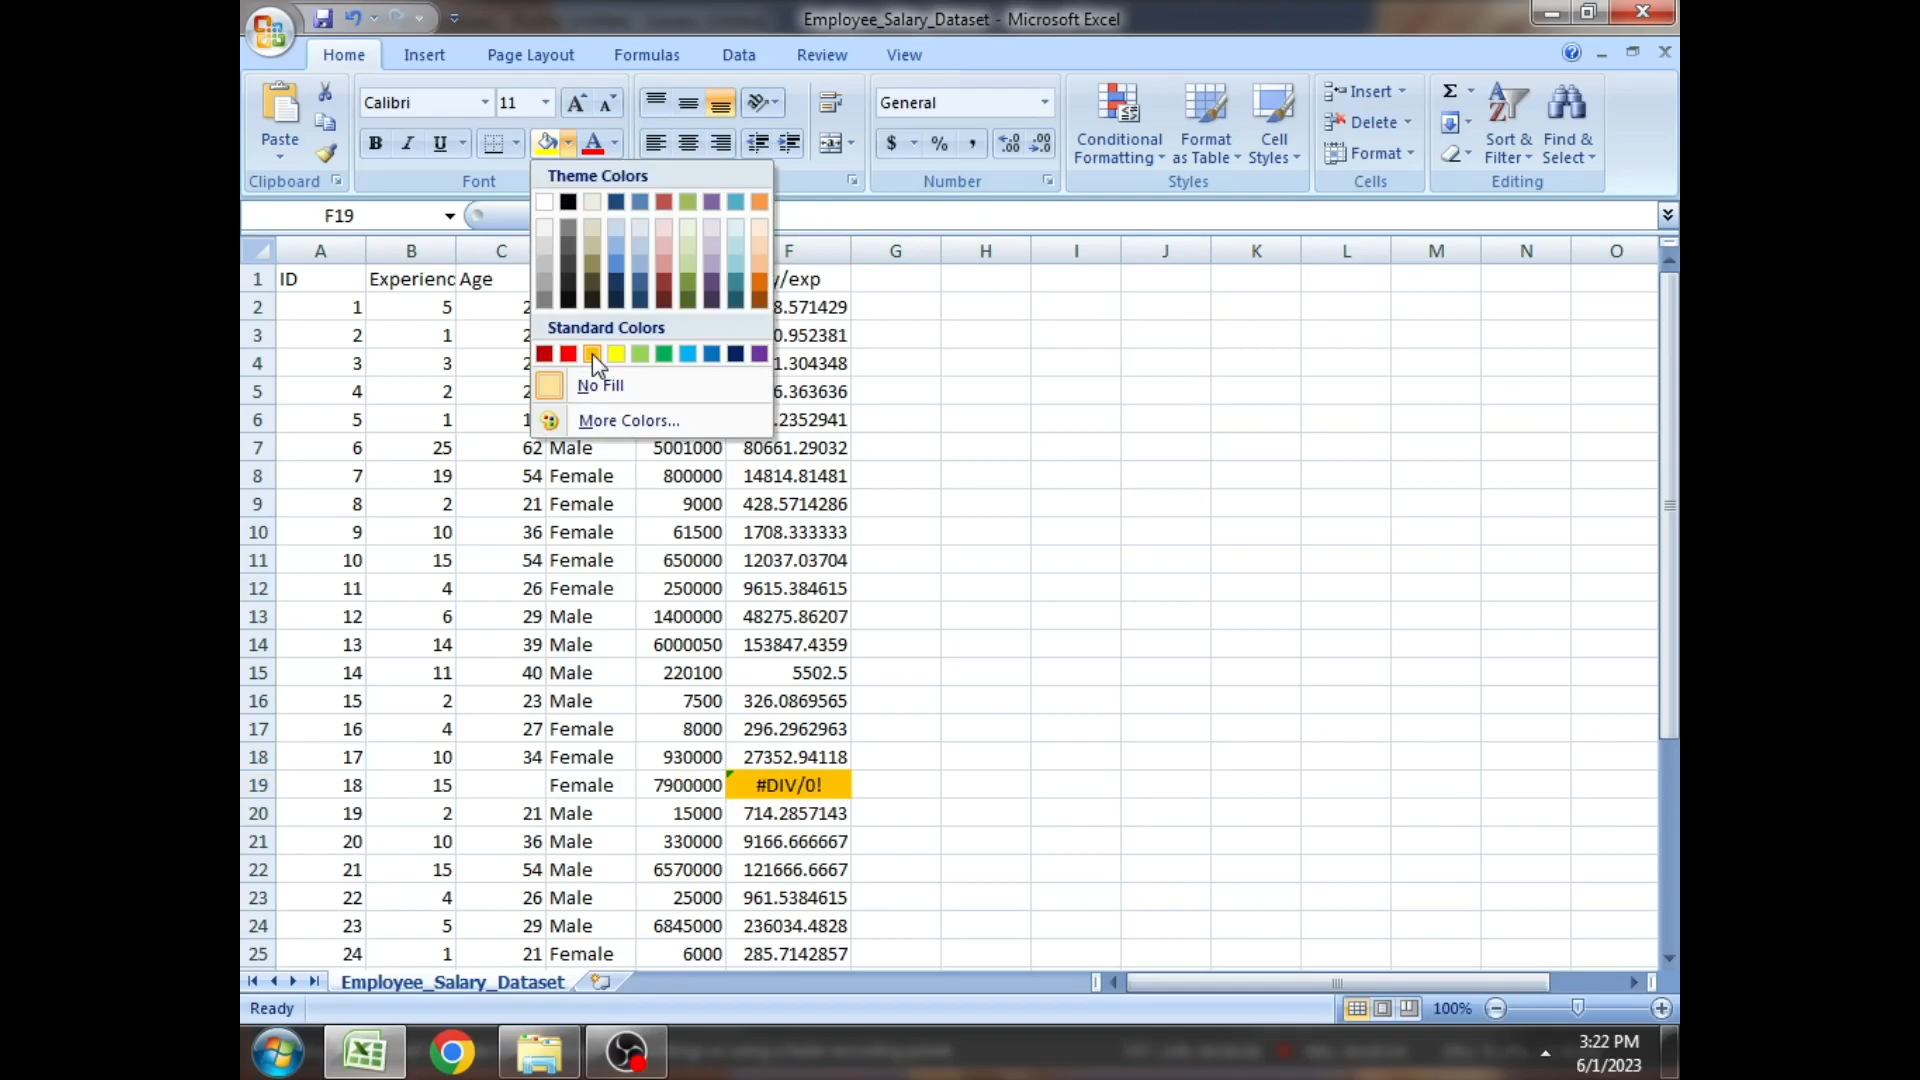 Employee_Salary_Dataset - Microsoft Excel
Home Insert Page Layout Formulas Data Review View
Paste
Clipboard
Calibri 11
B I U A
Font
General
$ % ,
Number
Conditional Formatting
Format as Table
Cell Styles
Styles
Insert
Delete
Format
Cells
Σ
Sort & Filter
Find & Select
Editing
F19
Theme Colors
Standard Colors
No Fill
More Colors...
A B C F G H I J K L M N O
1 ID Experienc Age y/exp
2 1 5 2 8.571429
3 2 1 2 0.952381
4 3 3 2 1.304348
5 4 2 2 6.363636
6 5 1 1 .2352941
7 6 25 62 Male 5001000 80661.29032
8 7 19 54 Female 800000 14814.81481
9 8 2 21 Female 9000 428.5714286
10 9 10 36 Female 61500 1708.333333
11 10 15 54 Female 650000 12037.03704
12 11 4 26 Female 250000 9615.384615
13 12 6 29 Male 1400000 48275.86207
14 13 14 39 Male 6000050 153847.4359
15 14 11 40 Male 220100 5502.5
16 15 2 23 Male 7500 326.0869565
17 16 4 27 Female 8000 296.2962963
18 17 10 34 Female 930000 27352.94118
19 18 15 Female 7900000 #DIV/0!
20 19 2 21 Male 15000 714.2857143
21 20 10 36 Male 330000 9166.666667
22 21 15 54 Male 6570000 121666.6667
23 22 4 26 Male 25000 961.5384615
24 23 5 29 Male 6845000 236034.4828
25 24 1 21 Female 6000 285.7142857
Employee_Salary_Dataset
Ready 100%
3:22 PM
6/1/2023